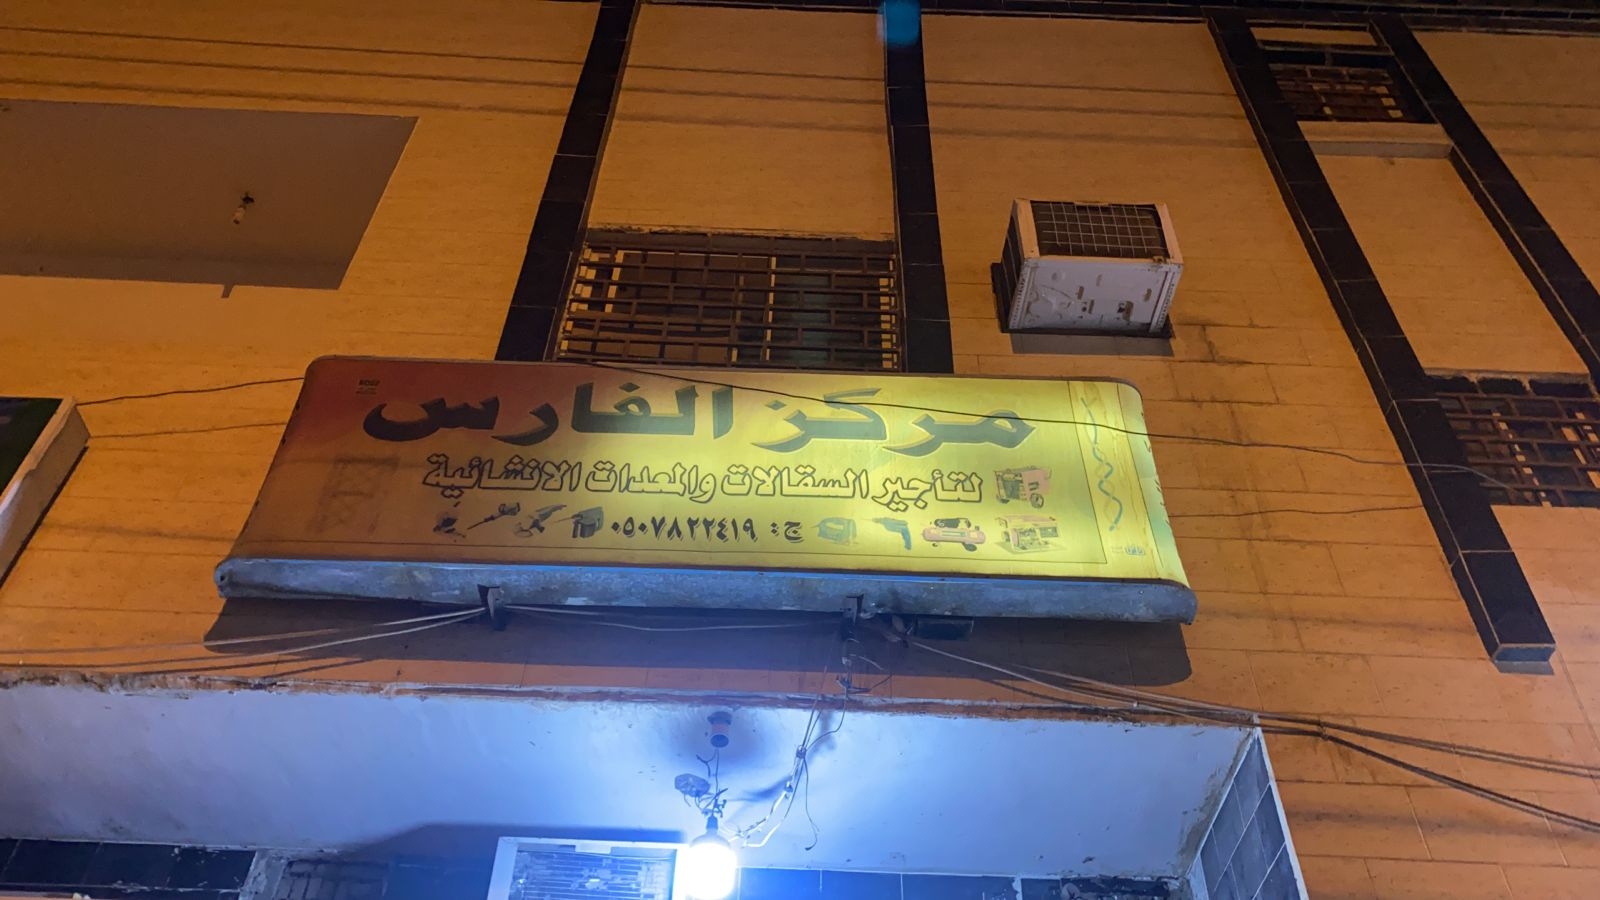 مركز الفارس
لتأجير السقالات والمعدات الانشائية
ج: ٠٥٠٧٨٢٢٤١٩